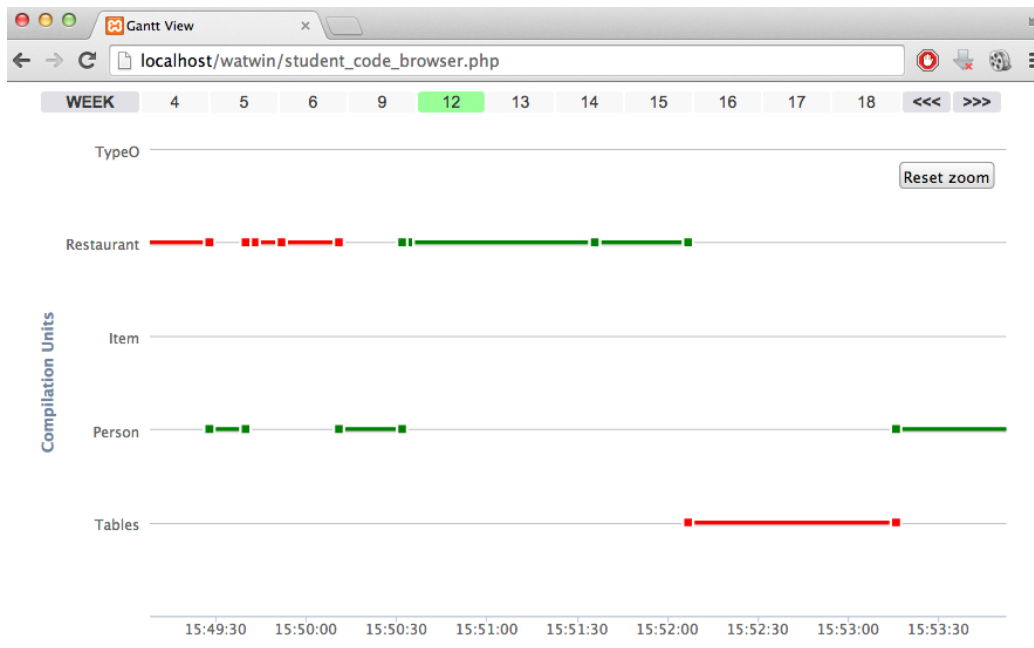 Gantt View
localhost/watwin/student_code_browser.php
WEEK 4 5 6 9 12 13 14 15 16 17 18 <<< >>>
TypeO
Reset zoom
Restaurant
Item
Person
Tables
Compilation Units
15:49:30 15:50:00 15:50:30 15:51:00 15:51:30 15:52:00 15:52:30 15:53:00 15:53:30